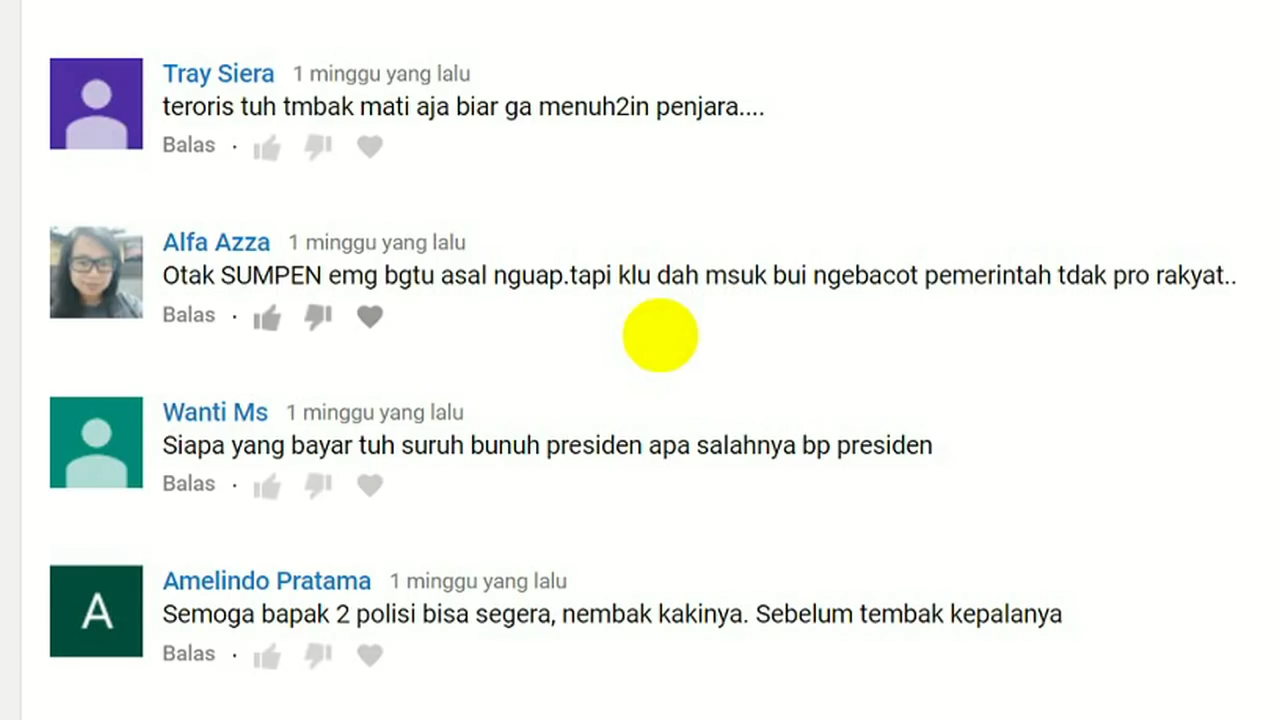 Tray Siera 1 minggu yang lalu
teroris tuh tmbak mati aja biar ga menuh2in penjara....
Balas ·
Alfa Azza 1 minggu yang lalu
Otak SUMPEN emg bgtu asal nguap.tapi klu dah msuk bui ngebacot pemerintah tdak pro rakyat..
Balas ·
Wanti Ms 1 minggu yang lalu
Siapa yang bayar tuh suruh bunuh presiden apa salahnya bp presiden
Balas ·
A
Amelindo Pratama 1 minggu yang lalu
Semoga bapak 2 polisi bisa segera, nembak kakinya. Sebelum tembak kepalanya
Balas ·